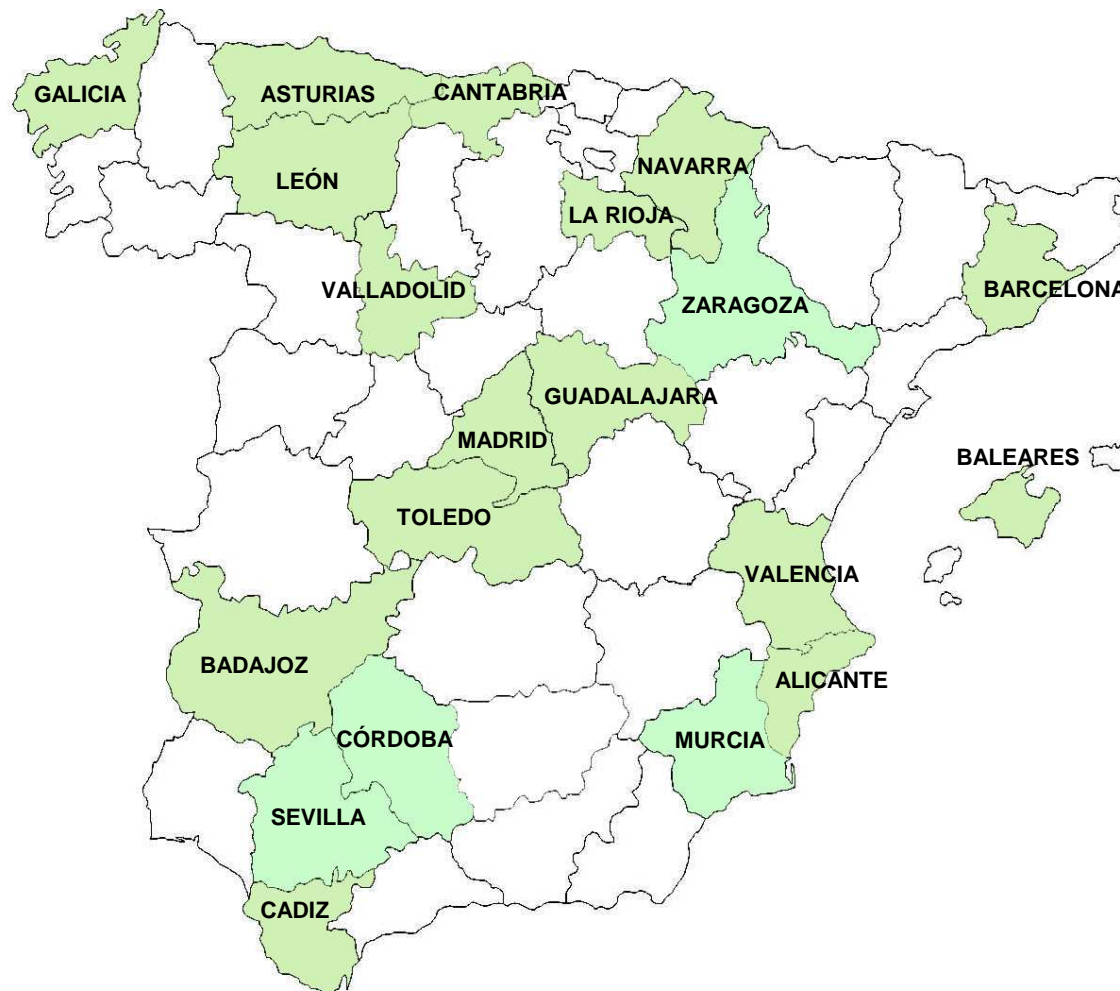 GALICIA
ASTURIAS
CANTABRIA
NAVARRA
LEÓN
LA RIOJA
VALLADOLID
BARCELONA
ZARAGOZA
GUADALAJARA
MADRID
BALEARES
TOLEDO
VALENCIA
BADAJOZ
ALICANTE
CÓRDOBA
MURCIA
SEVILLA
CADIZ